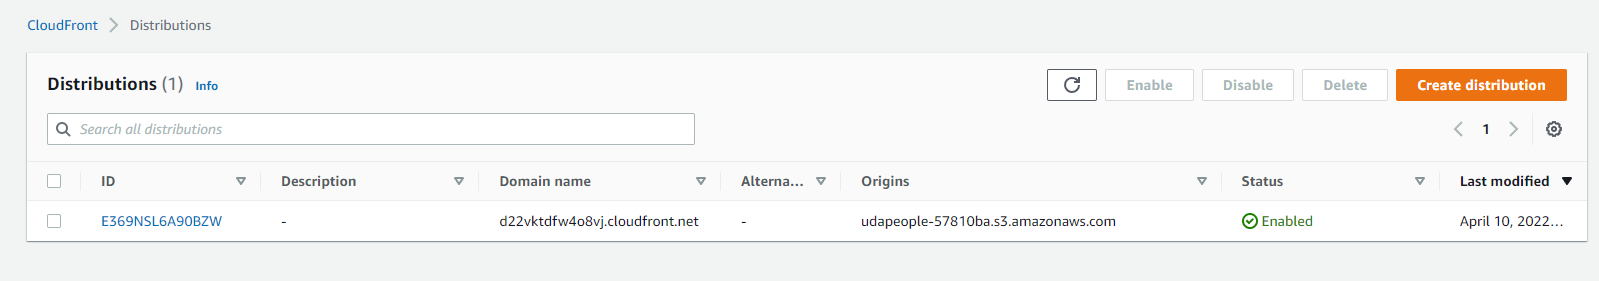 CloudFront > Distributions
Distributions (1) Info
Enable Disable Delete Create distribution
Search all distributions
1
ID Description Domain name Alterna... Origins Status Last modified
E369NSL6A90BZW - d22vktdfw4o8vj.cloudfront.net - udapeople-57810ba.s3.amazonaws.com Enabled April 10, 2022...